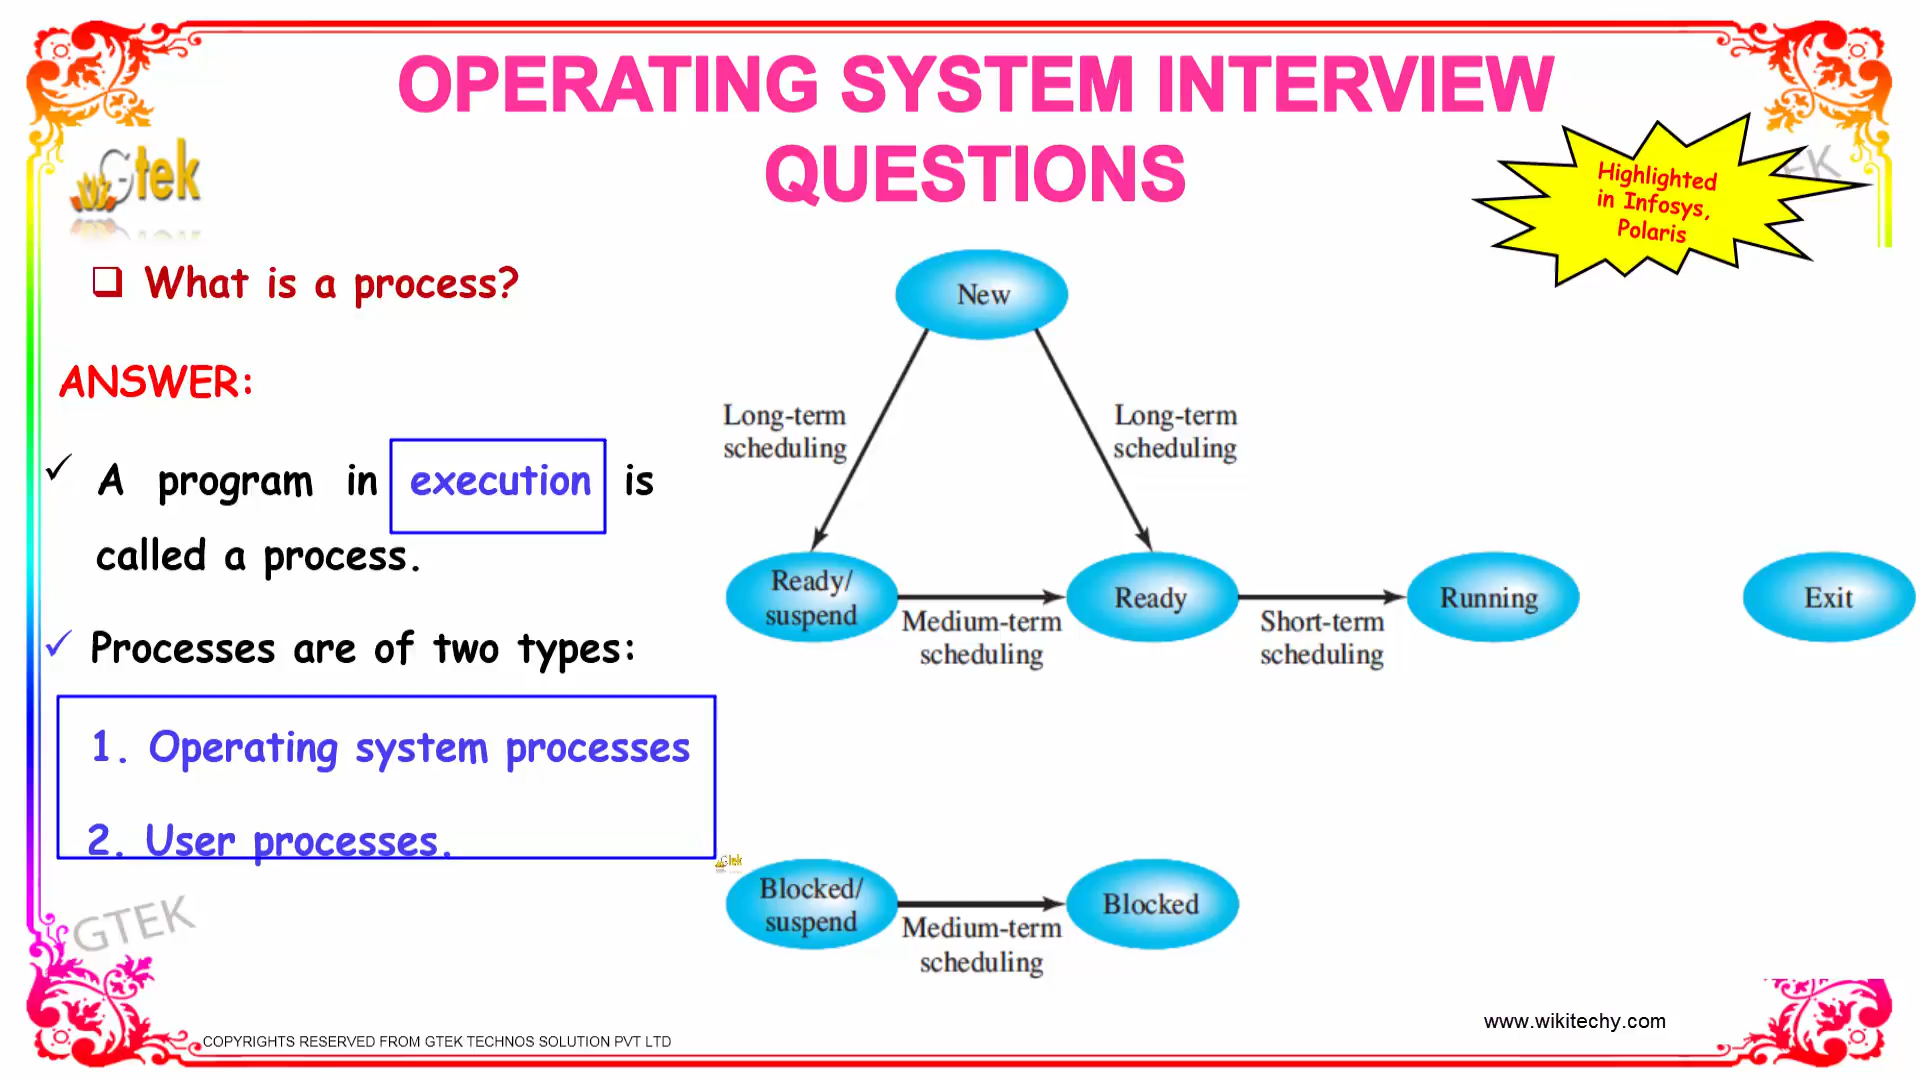 OPERATING SYSTEM INTERVIEW
QUESTIONS
Gtek
EK
Highlighted
in Infosys,
Polaris
What is a process?
ANSWER:
A program in execution is
called a process.
Processes are of two types:
1. Operating system processes
2. User processes.
New
Long-term
scheduling
Long-term
scheduling
Ready/
suspend
Medium-term
scheduling
Ready
Short-term
scheduling
Running
Exit
Gtek
Blocked/
suspend
Medium-term
scheduling
Blocked
GTEK
COPYRIGHTS RESERVED FROM GTEK TECHNOS SOLUTION PVT LTD
www.wikitechy.com